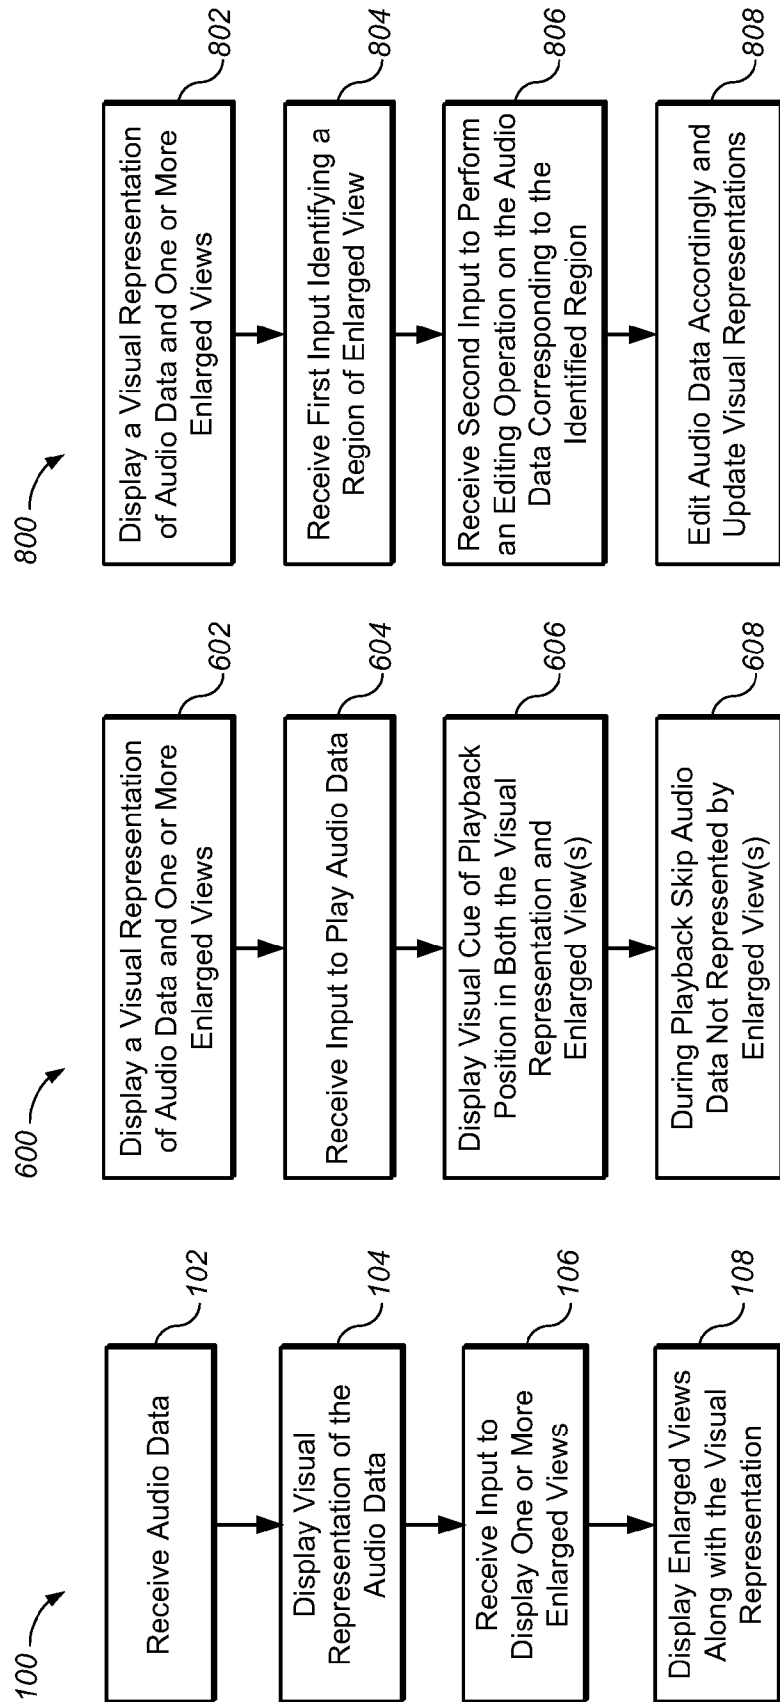 100
Receive Audio Data
102
Display Visual
Representation of the
Audio Data
104
Receive Input to
Display One or More
Enlarged Views
106
Display Enlarged Views
Along with the Visual
Representation
108
600
Display a Visual Representation
of Audio Data and One or More
Enlarged Views
602
Receive Input to Play Audio Data
604
Display Visual Cue of Playback
Position in Both the Visual
Representation and
Enlarged View(s)
606
During Playback Skip Audio
Data Not Represented by
Enlarged View(s)
608
800
Display a Visual Representation
of Audio Data and One or More
Enlarged Views
802
Receive First Input Identifying a
Region of Enlarged View
804
Receive Second Input to Perform
an Editing Operation on the Audio
Data Corresponding to the
Identified Region
806
Edit Audio Data Accordingly and
Update Visual Representations
808